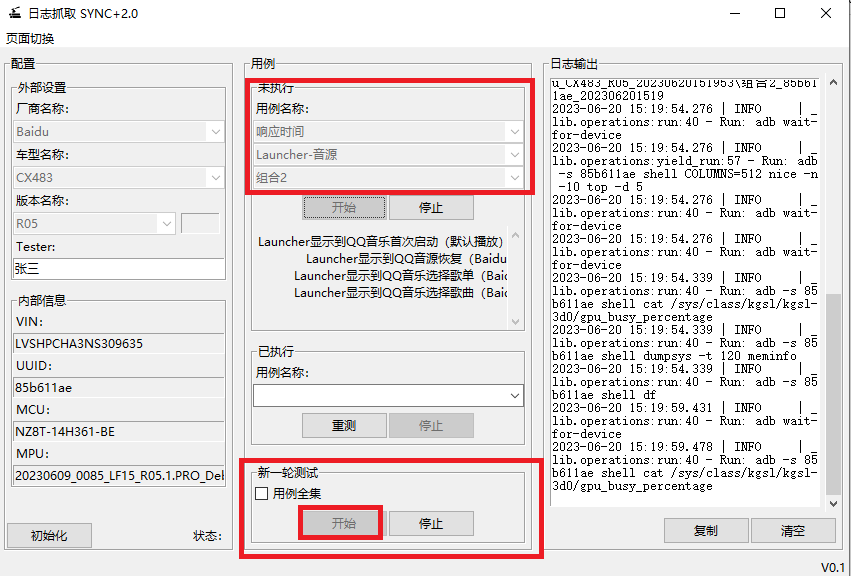 日志抓取 SYNC+2.0
页面切换
配置
外部设置
厂商名称:
Baidu
车型名称:
CX483
版本名称:
R05
Tester:
张三
内部信息
VIN:
LVSHPCHA3NS309635
UUID:
85b611ae
MCU:
NZ8T-14H361-BE
MPU:
20230609_0085_LF15_R05.1.PRO_Del
初始化
状态:
用例
未执行
用例名称:
响应时间
Launcher-音源
组合2
开始
停止
Launcher显示到QQ音乐首次启动（默认播放）
Launcher显示到QQ音源恢复（Baidu
Launcher显示到QQ音乐选择歌单（Baid
Launcher显示到QQ音乐选择歌曲（Baid
已执行
用例名称:
重测
停止
新一轮测试
用例全集
开始
停止
日志输出
u_CX483_R05_20230620151953\组合2_85b61
1ae_202306201519
2023-06-20 15:19:54.276 | INFO | _
lib.operations:run:40 - Run: adb wait-
for-device
2023-06-20 15:19:54.276 | INFO | _
lib.operations:yield_run:57 - Run: adb
-s 85b611ae shell COLUMNS=512 nice -n
-10 top -d 5
2023-06-20 15:19:54.276 | INFO | _
lib.operations:run:40 - Run: adb wait-
for-device
2023-06-20 15:19:54.276 | INFO | _
lib.operations:run:40 - Run: adb wait-
for-device
2023-06-20 15:19:54.339 | INFO | _
lib.operations:run:40 - Run: adb -s 85
b611ae shell cat /sys/class/kgsl/kgsl-
3d0/gpu_busy_percentage
2023-06-20 15:19:54.339 | INFO | _
lib.operations:run:40 - Run: adb -s 85
b611ae shell dumpsys -t 120 meminfo
2023-06-20 15:19:54.339 | INFO | _
lib.operations:run:40 - Run: adb -s 85
b611ae shell df
2023-06-20 15:19:59.431 | INFO | _
lib.operations:run:40 - Run: adb wait-
for-device
2023-06-20 15:19:59.478 | INFO | _
lib.operations:run:40 - Run: adb -s 85
b611ae shell cat /sys/class/kgsl/kgsl-
3d0/gpu_busy_percentage
复制
清空
V0.1